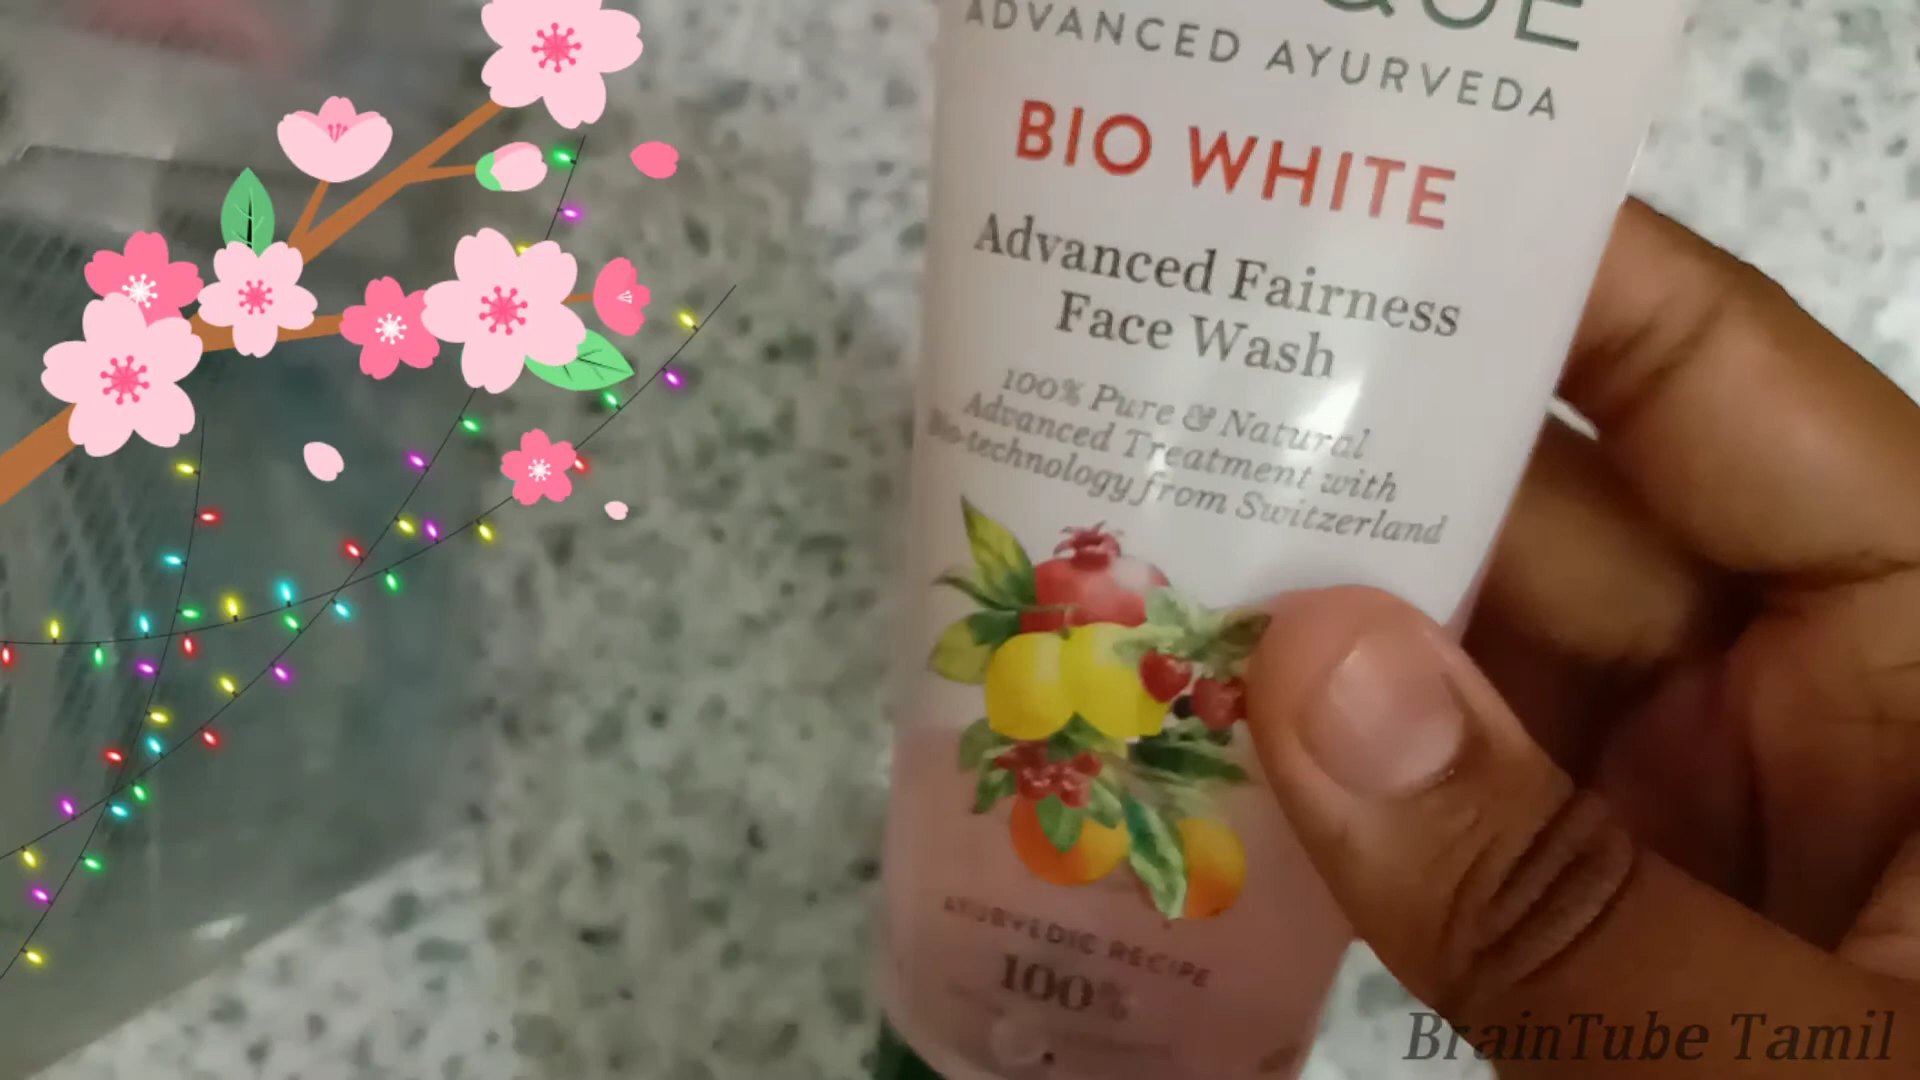 ADVANCED AYURVEDA
BIO WHITE
Advanced Fairness
Face Wash
100% Pure & Natural
Advanced Treatment with
Bio-technology from Switzerland
AYURVEDIC RECIPE
100%
BrainTube Tamil